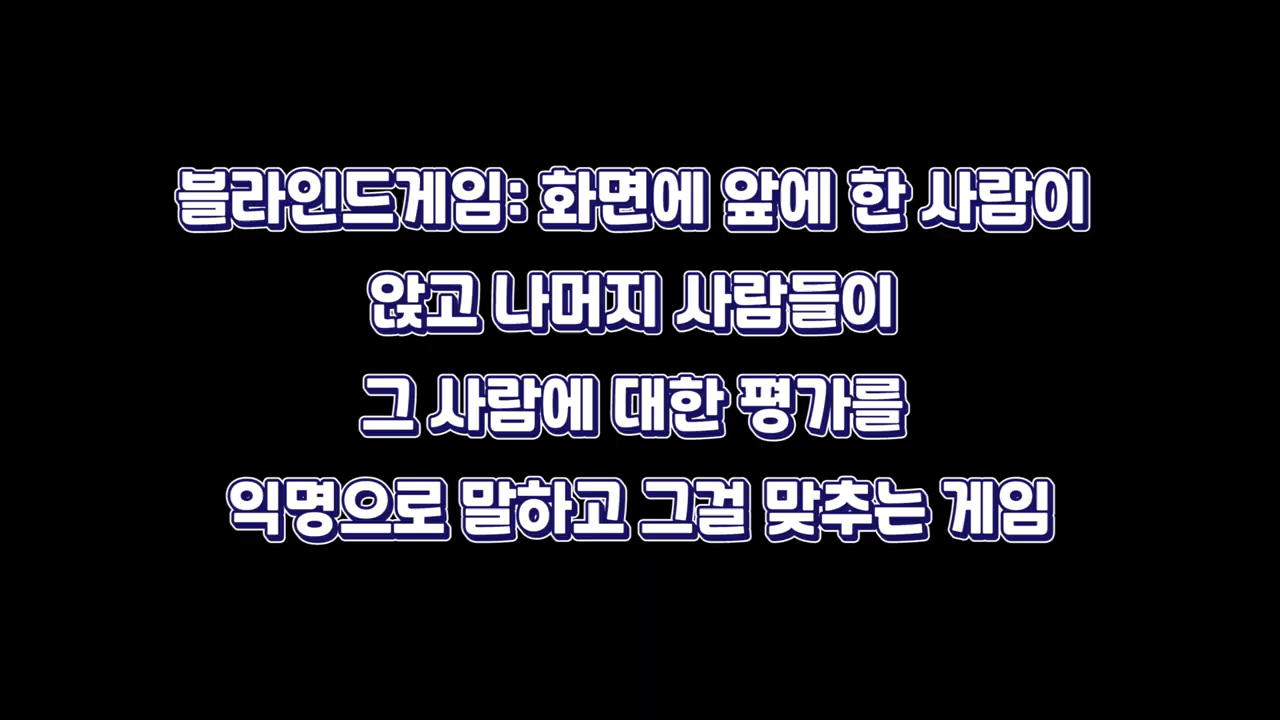 블라인드게임: 화면에 앞에 한 사람이
앉고 나머지 사람들이
그 사람에 대한 평가를
익명으로 말하고 그걸 맞추는 게임